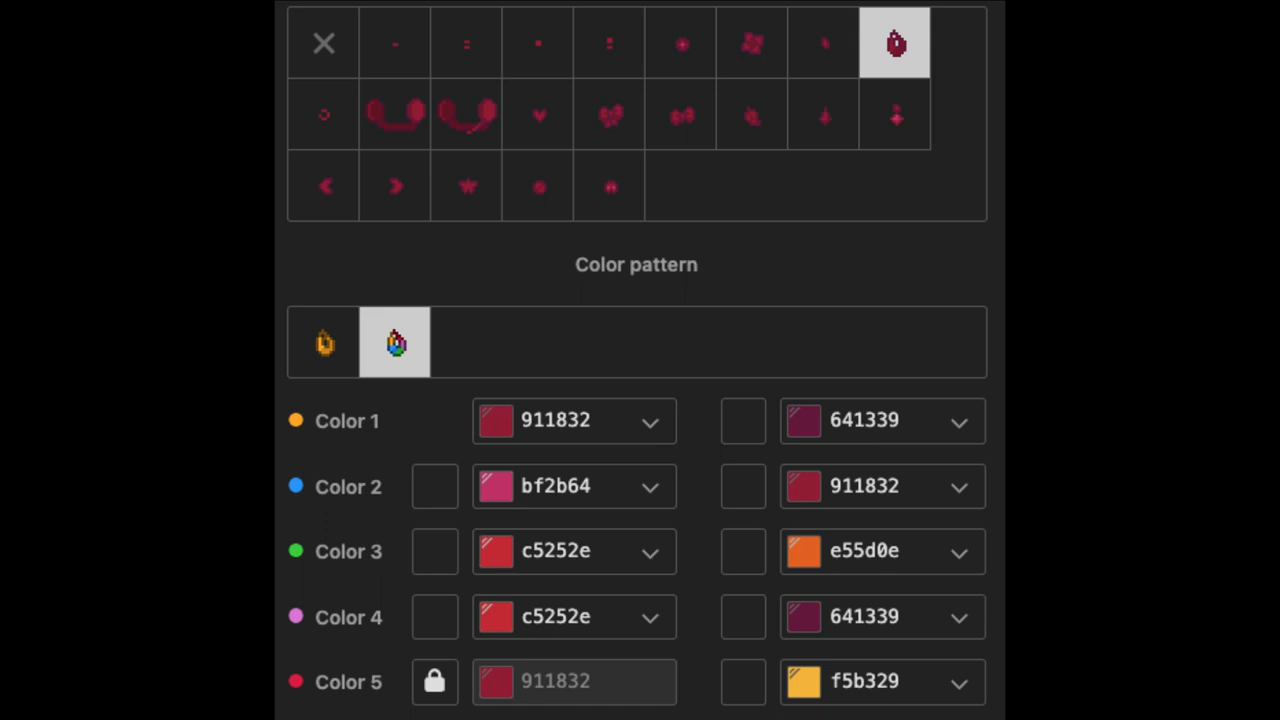 Color pattern
Color 1 911832 641339
Color 2 bf2b64 911832
Color 3 c5252e e55d0e
Color 4 c5252e 641339
Color 5 911832 f5b329